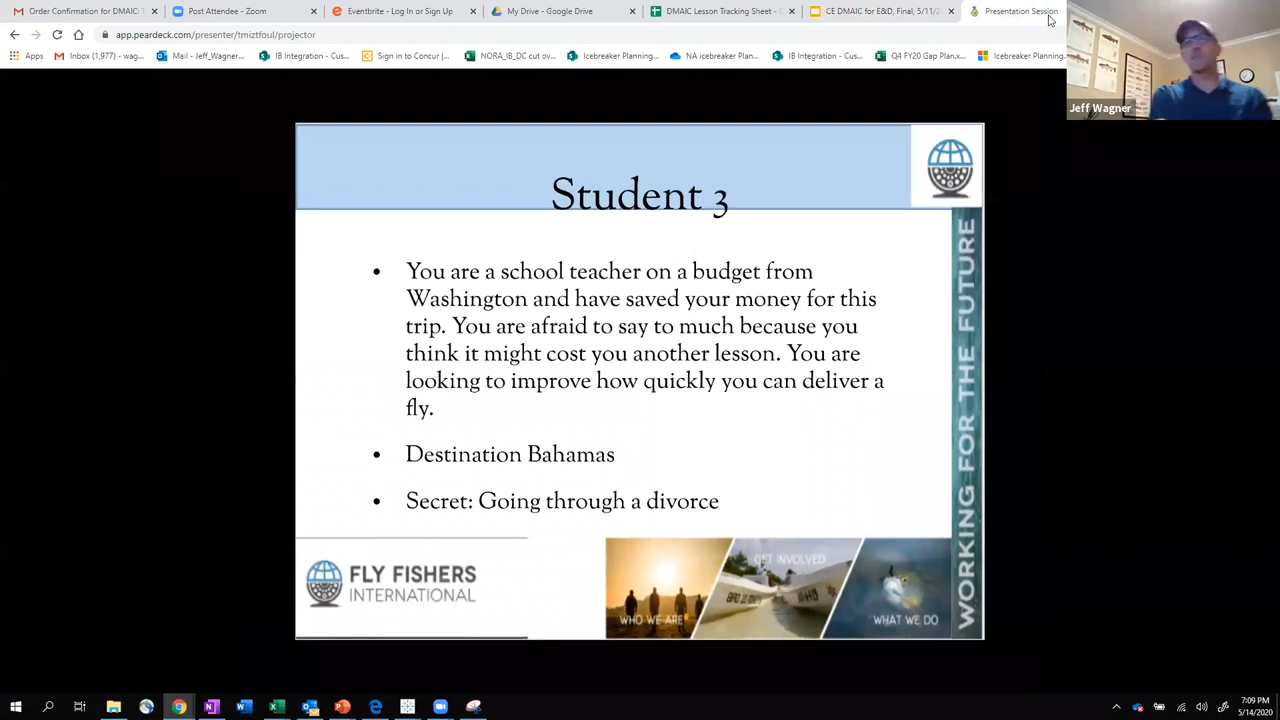 Order Confirmation for DMAIC: T
Post Attendee - Zoom
Eventbrite - Log In or Sign Up
My Drive - Google Drive
DMAIC Lesson Tracking Sheet - G
CE DMAIC for E&D, Final, 5/11/2
Presentation Session
app.peardeck.com/presenter/tmiztfoul/projector
Apps
Inbox (1,977) - wag...
Mail - Jeff_Wagner...
IB Integration - Cus...
Sign in to Concur |...
NORA_IB_DC cut ov...
Icebreaker Planning...
NA icebreaker Plan...
IB Integration - Cus...
Q4 FY20 Gap Plan.x...
Icebreaker Planning
Jeff Wagner
Student 3
• You are a school teacher on a budget from
Washington and have saved your money for this
trip. You are afraid to say to much because you
think it might cost you another lesson. You are
looking to improve how quickly you can deliver a
fly.
• Destination Bahamas
• Secret: Going through a divorce
WORKING FOR THE FUTURE
FLY FISHERS
INTERNATIONAL
WHO WE ARE
GET INVOLVED
WHAT WE DO
7:09 PM
5/14/2020